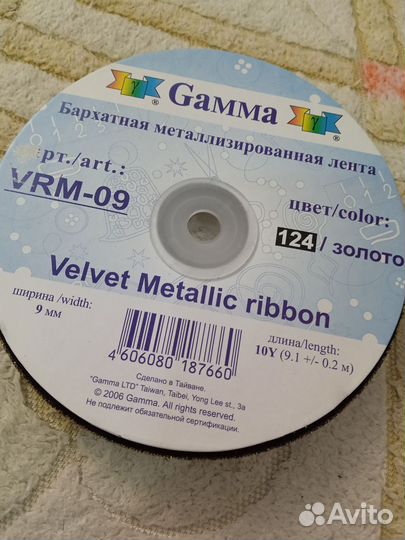 γ ® Gamma γ ®
Бархатная металлизированная лента
рт./art.:
VRM-09
цвет/color:
124 / золото
Velvet Metallic ribbon
ширина /width:
9 мм
длина/length:
10Y (9.1 +/- 0.2 м)
4 606080 187660
Сделано в Тайване.
"Gamma LTD" Taiwan, Taibei, Yong Lee st., 3a
© 2006 Gamma. All rights reserved.
Не подлежит обязательной сертификации.
Avito